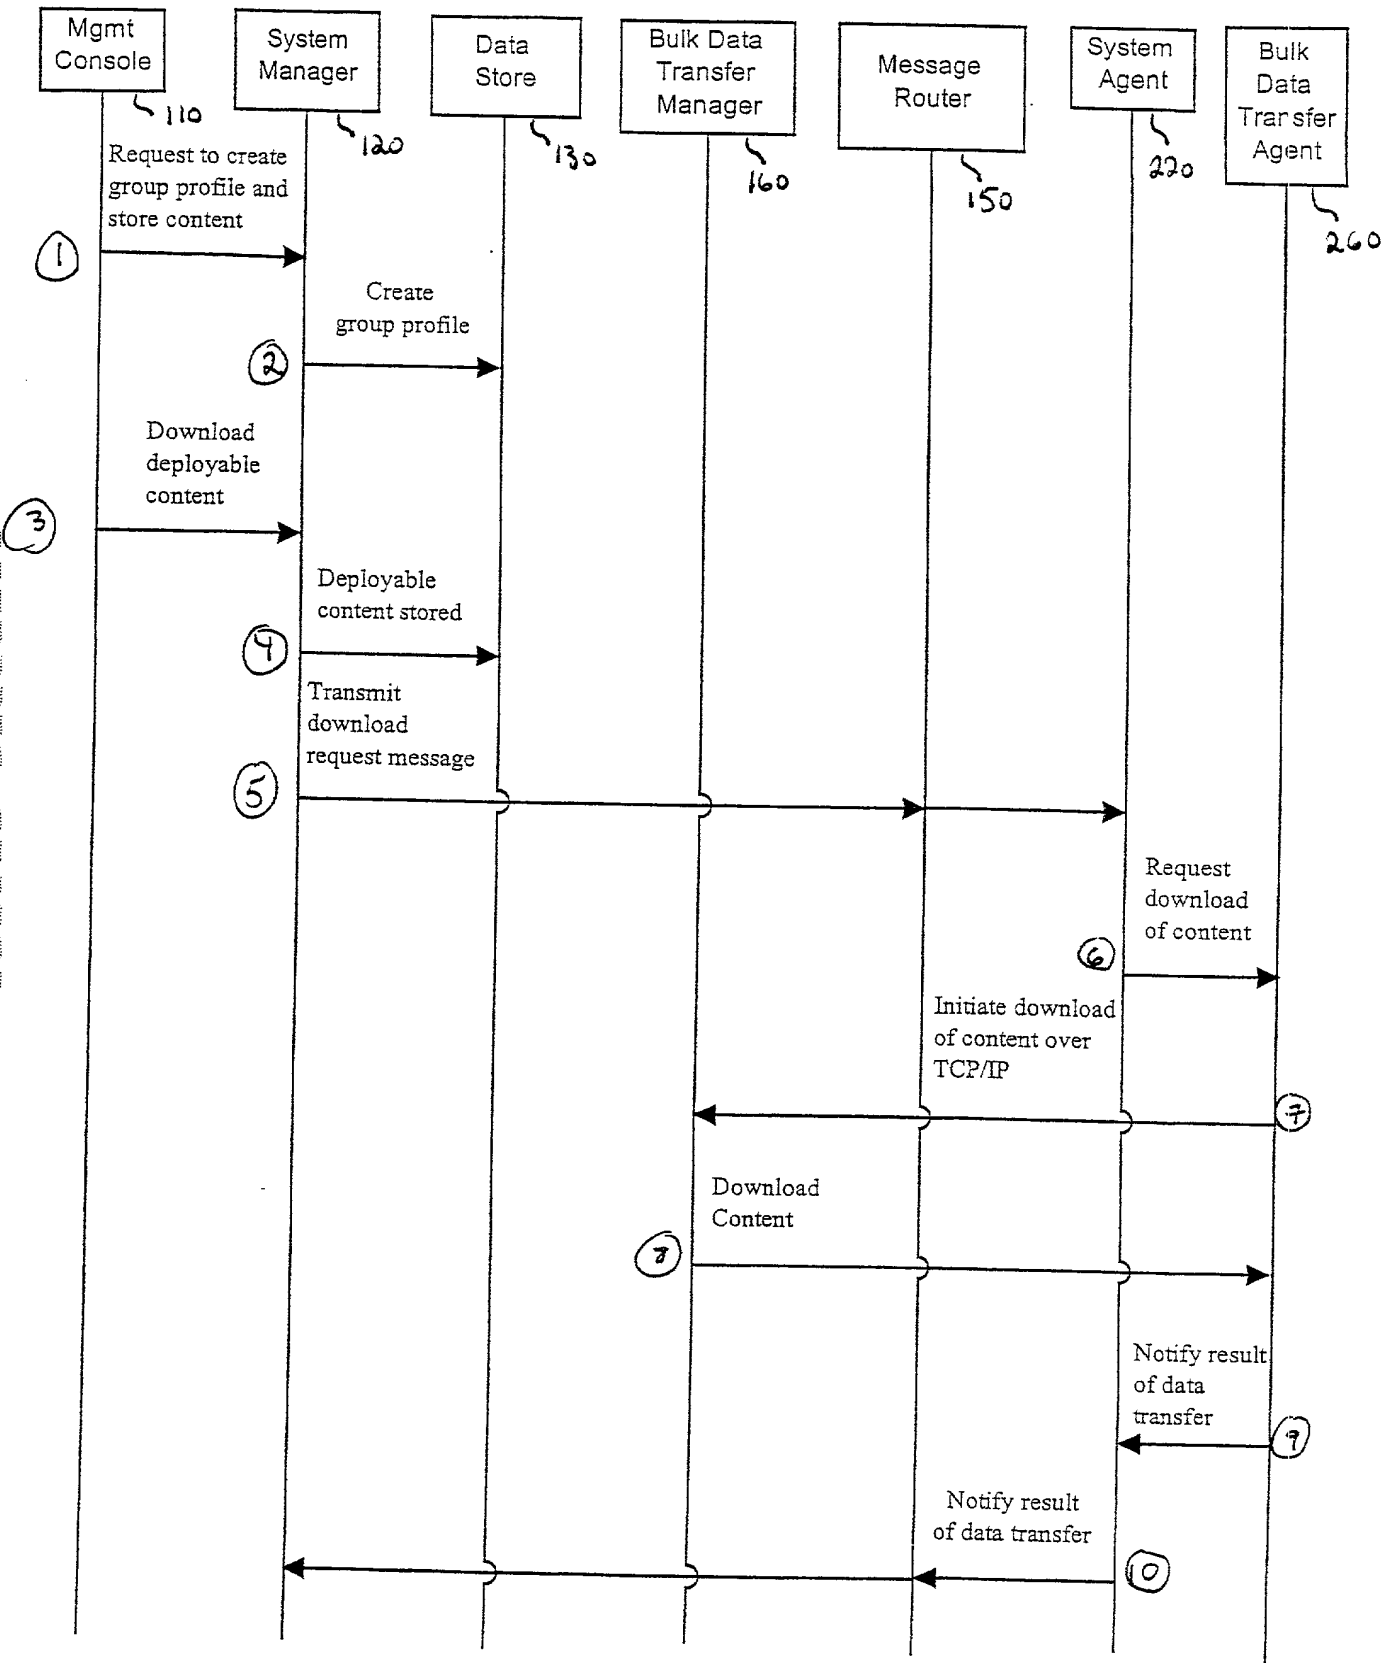 Mgmt
Console
System
Manager
Data
Store
Bulk Data
Transfer
Manager
Message
Router
System
Agent
Bulk
Data
Transfer
Agent
110
120
130
160
150
220
260
Request to create
group profile and
store content
1
Create
group profile
2
Download
deployable
content
3
Deployable
content stored
4
Transmit
download
request message
5
Request
download
of content
6
Initiate download
of content over
TCP/IP
7
Download
Content
8
Notify result
of data
transfer
9
Notify result
of data transfer
10